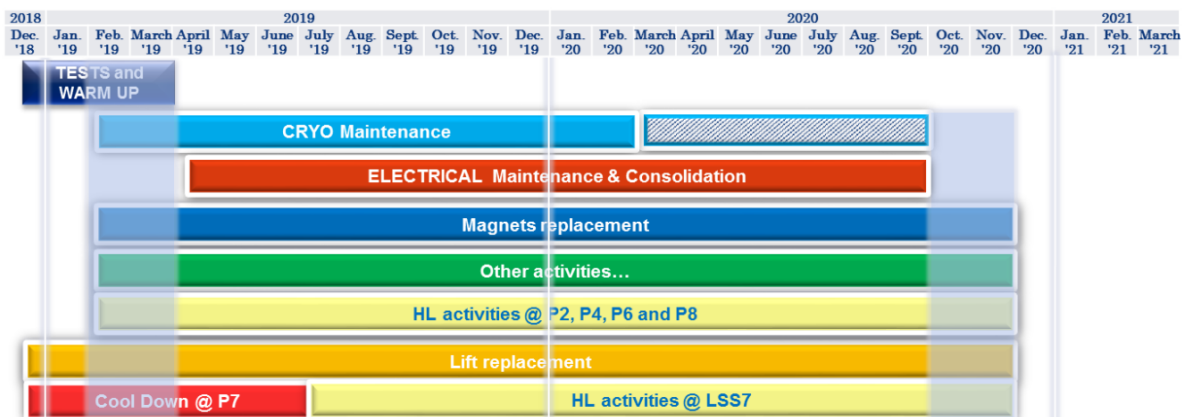 2018 2019 2020 2021
Dec. Jan. Feb. March April May June July Aug. Sept. Oct. Nov. Dec. Jan. Feb. March April May June July Aug. Sept. Oct. Nov. Dec. Jan. Feb. March
'18 '19 '19 '19 '19 '19 '19 '19 '19 '19 '19 '19 '19 '20 '20 '20 '20 '20 '20 '20 '20 '20 '20 '20 '20 '21 '21 '21
TESTS and
WARM UP
CRYO Maintenance
ELECTRICAL Maintenance & Consolidation
Magnets replacement
Other activities...
HL activities @ P2, P4, P6 and P8
Lift replacement
Cool Down @ P7 HL activities @ LSS7